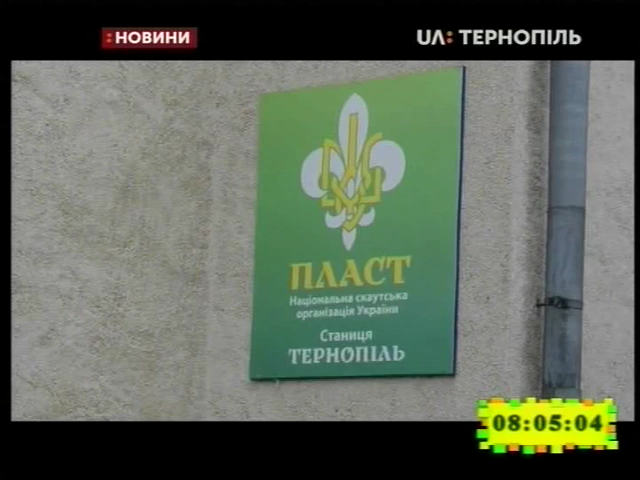 :НОВИНИ
UA: ТЕРНОПІЛЬ
ПЛАСТ
Національна скаутська
організація України
Станиця
ТЕРНОПІЛЬ
08:05:04